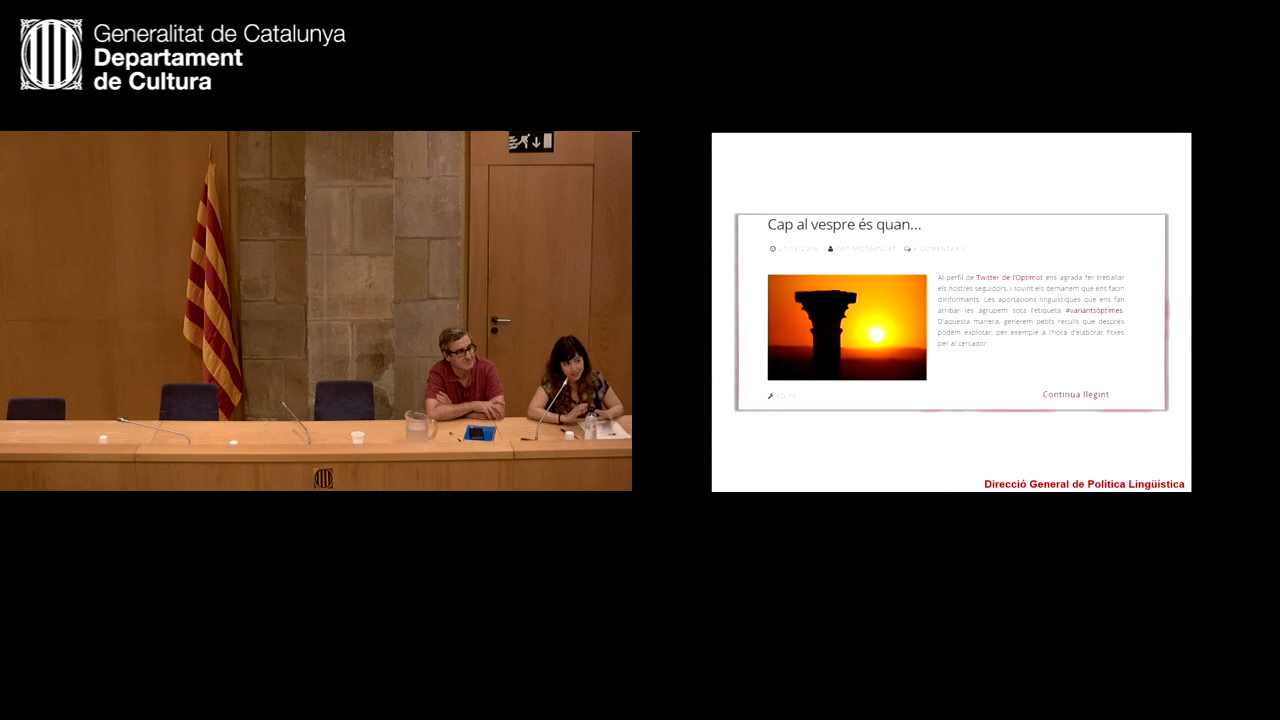 Generalitat de Catalunya
Departament
de Cultura
Cap al vespre és quan...
OPTIMOTGENCAT
COMENTARIS
Al perfil de Twitter de l'Optimot ens agrada fer treballar
els nostres seguidors, i sovint els demanem que ens facin
d'informants. Les aportacions lingüístiques que ens fan
arribar les agrupem sota l'etiqueta #variantsòptimes.
D'aquesta manera, generem petits reculls que després
podem explotar, per exemple a l'hora d'elaborar fitxes
per al cercador.
Continua llegint
EDITA
Direcció General de Política Lingüística